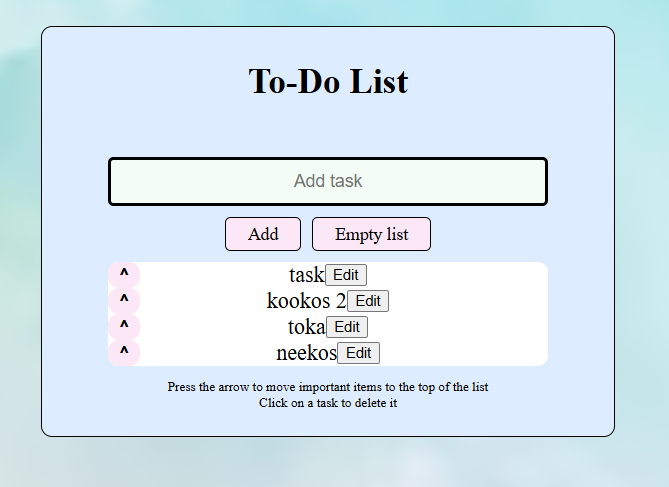 To-Do List
Add task
Add Empty list
^ task Edit
^ kookos 2 Edit
^ toka Edit
^ neekos Edit
Press the arrow to move important items to the top of the list
Click on a task to delete it